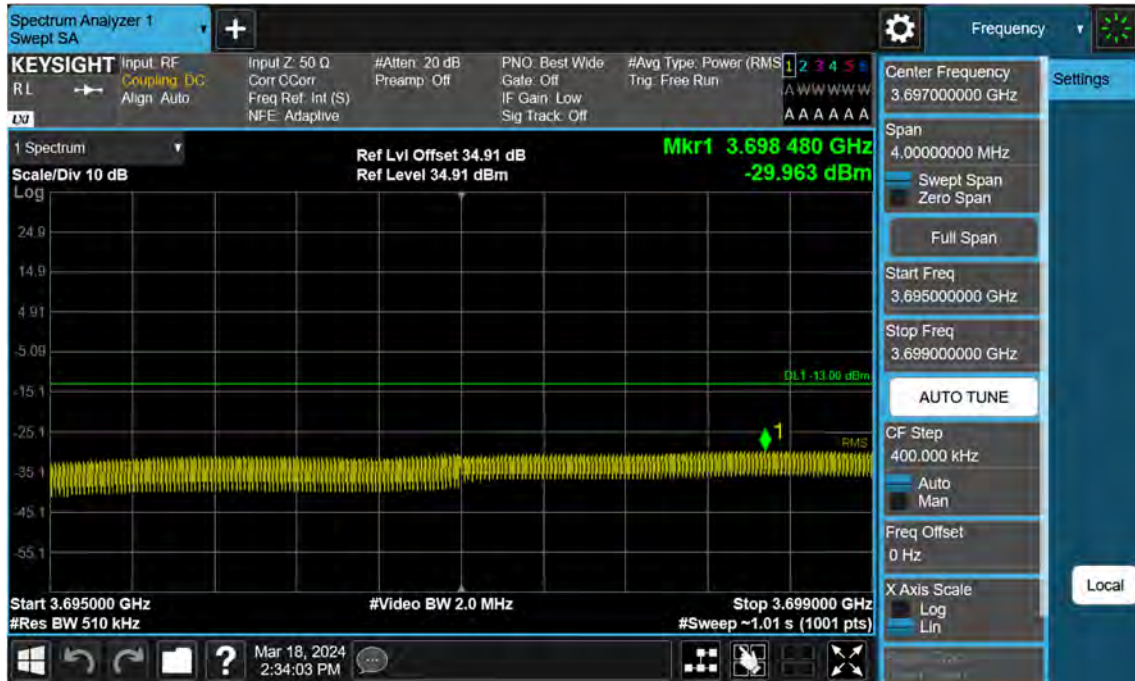 Spectrum Analyzer 1
Swept SA
+
Frequency
KEYSIGHT
RL
LXI
Input: RF
Coupling: DC
Align: Auto
Input Z: 50 Ω
Corr CCorr
Freq Ref: Int (S)
NFE: Adaptive
#Atten: 20 dB
Preamp: Off
PNO: Best Wide
Gate: Off
IF Gain: Low
Sig Track: Off
#Avg Type: Power (RMS
Trig: Free Run
1 2 3 4 5 6
A W W W W W
A A A A A A
1 Spectrum
Scale/Div 10 dB
Ref Lvl Offset 34.91 dB
Ref Level 34.91 dBm
Mkr1 3.698 480 GHz
-29.963 dBm
Log
24.9
14.9
4.91
-5.09
-15.1
-25.1
-35.1
-45.1
-55.1
DL1 -13.00 dBm
1
RMS
Start 3.695000 GHz
#Res BW 510 kHz
#Video BW 2.0 MHz
Stop 3.699000 GHz
#Sweep ~1.01 s (1001 pts)
Center Frequency
3.697000000 GHz
Span
4.00000000 MHz
Swept Span
Zero Span
Full Span
Start Freq
3.695000000 GHz
Stop Freq
3.699000000 GHz
AUTO TUNE
CF Step
400.000 kHz
Auto
Man
Freq Offset
0 Hz
X Axis Scale
Log
Lin
Settings
Local
?
Mar 18, 2024
2:34:03 PM